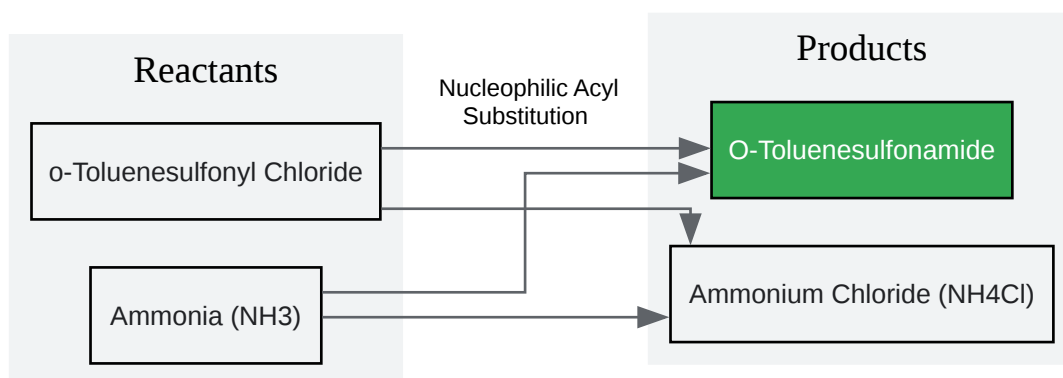 Reactants
Products
Nucleophilic Acyl
Substitution
o-Toluenesulfonyl Chloride
O-Toluenesulfonamide
Ammonia (NH3)
Ammonium Chloride (NH4Cl)